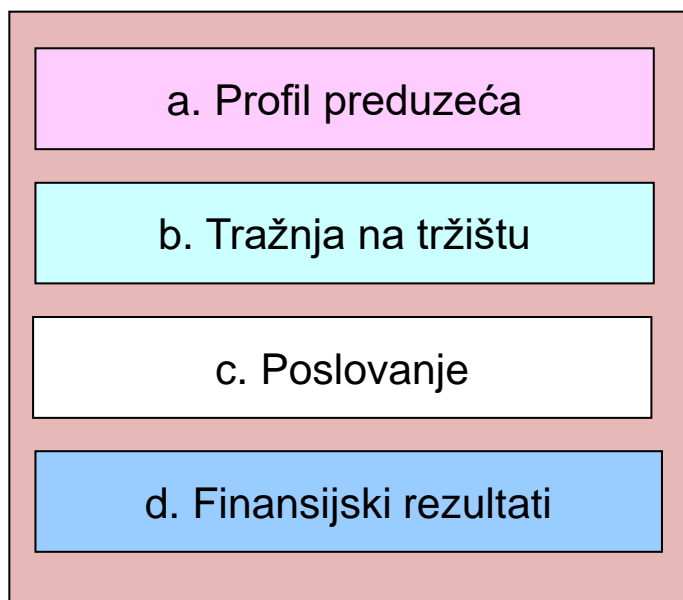 a. Profil preduzeća
b. Tražnja na tržištu
c. Poslovanje
d. Finansijski rezultati